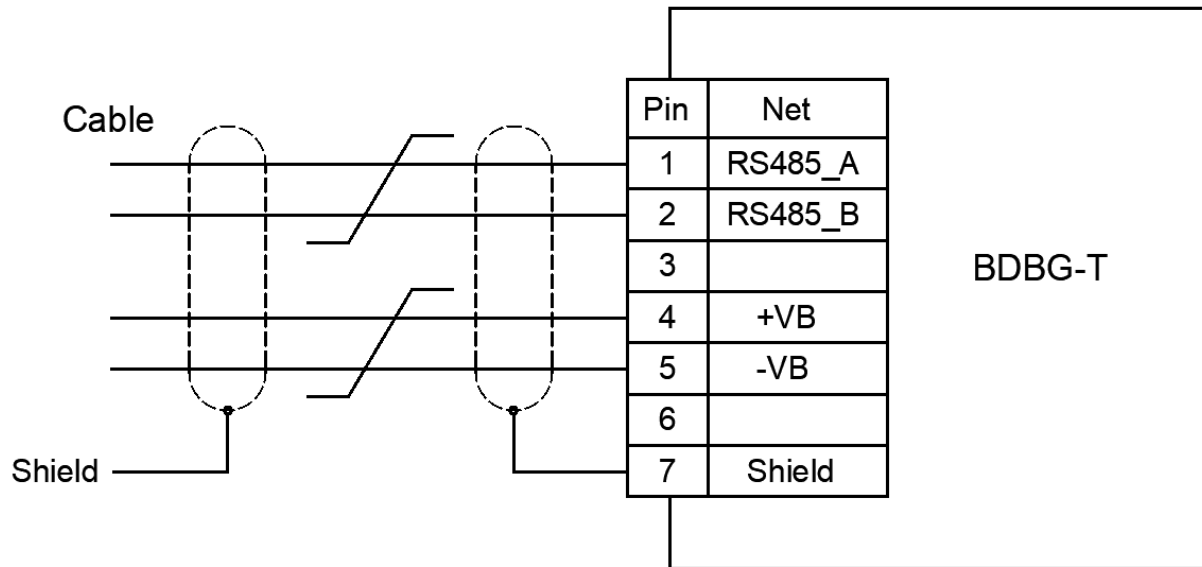 Cable
Pin Net
1 RS485_A
2 RS485_B
3
4 +VB
5 -VB
6
7 Shield
Shield
BDBG-T